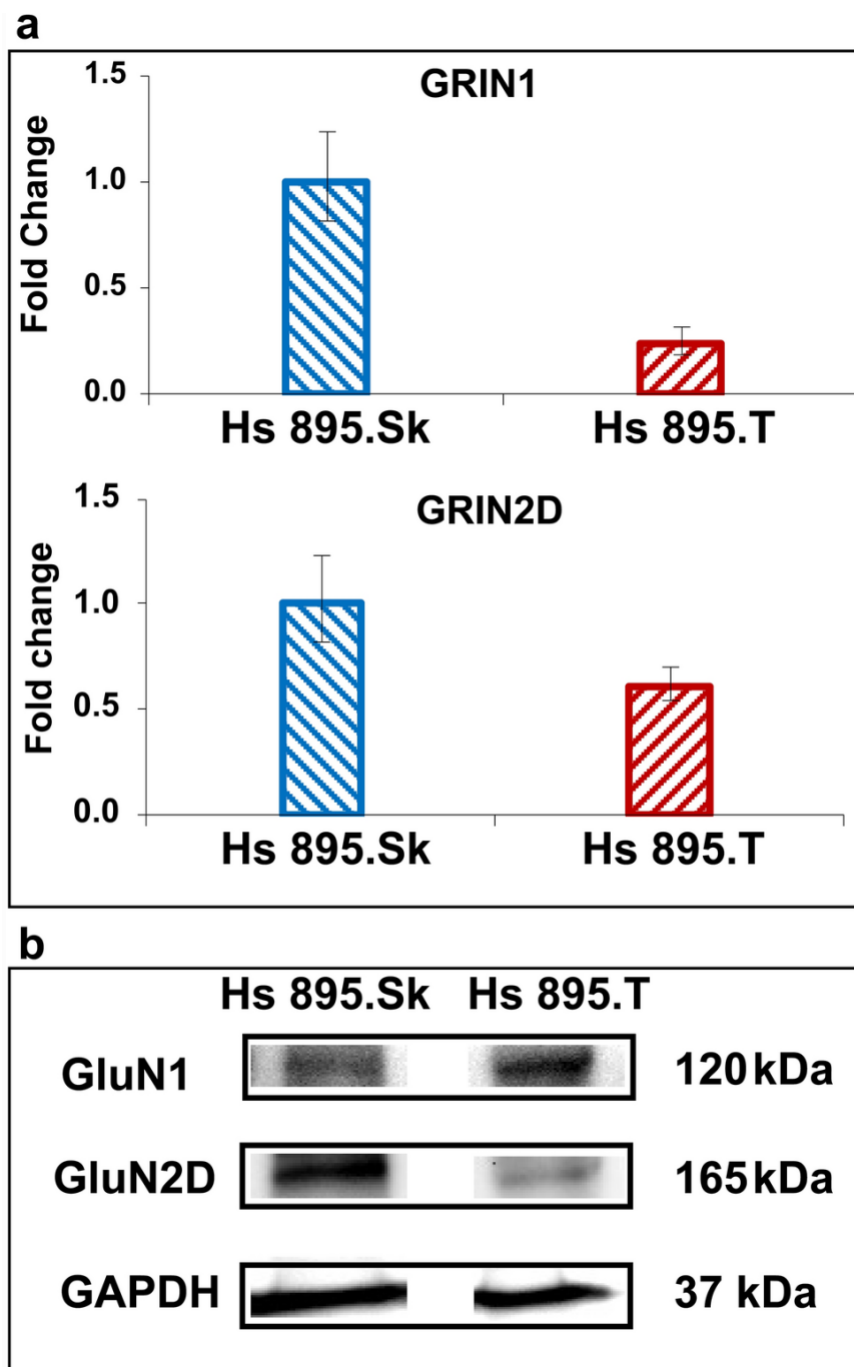 a
GRIN1
Fold Change
1.5
1.0
0.5
0.0
Hs 895.Sk Hs 895.T
GRIN2D
Fold change
1.5
1.0
0.5
0.0
Hs 895.Sk Hs 895.T
b
Hs 895.Sk Hs 895.T
GluN1 120 kDa
GluN2D 165 kDa
GAPDH 37 kDa